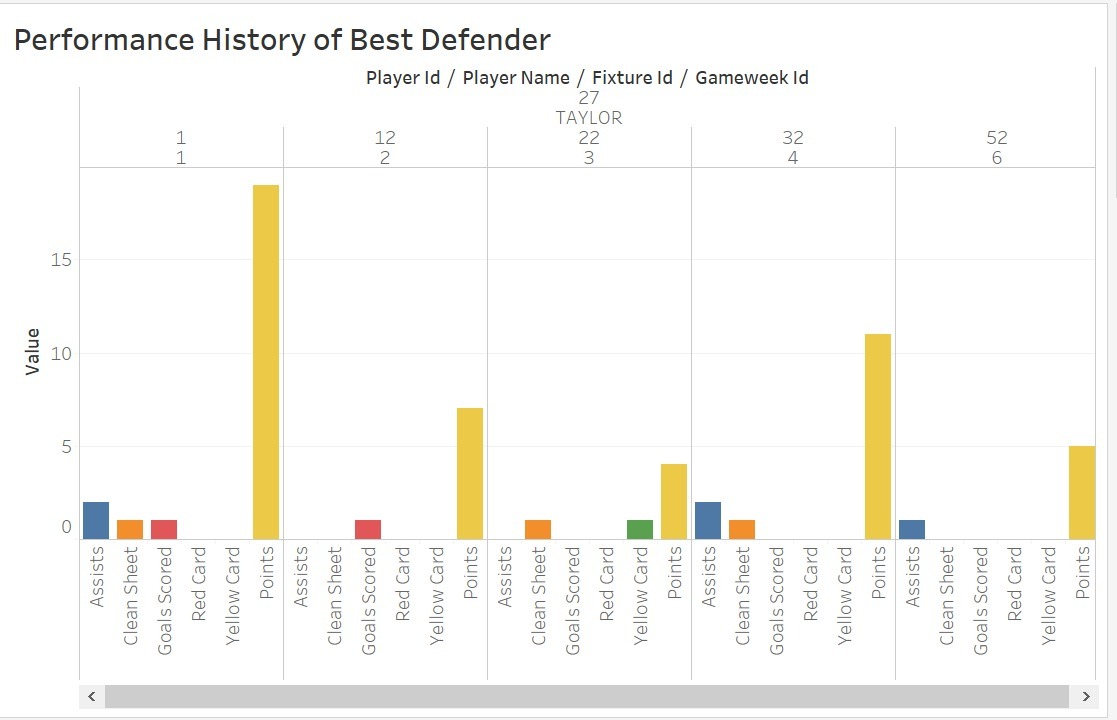 Performance History of Best Defender
Player Id / Player Name / Fixture Id / Gameweek Id
27
TAYLOR
1 12 22 32 52
1 2 3 4 6
Value
15
10
5
0
Assists Clean Sheet Goals Scored Red Card Yellow Card Points Assists Clean Sheet Goals Scored Red Card Yellow Card Points Assists Clean Sheet Goals Scored Red Card Yellow Card Points Assists Clean Sheet Goals Scored Red Card Yellow Card Points Assists Clean Sheet Goals Scored Red Card Yellow Card Points